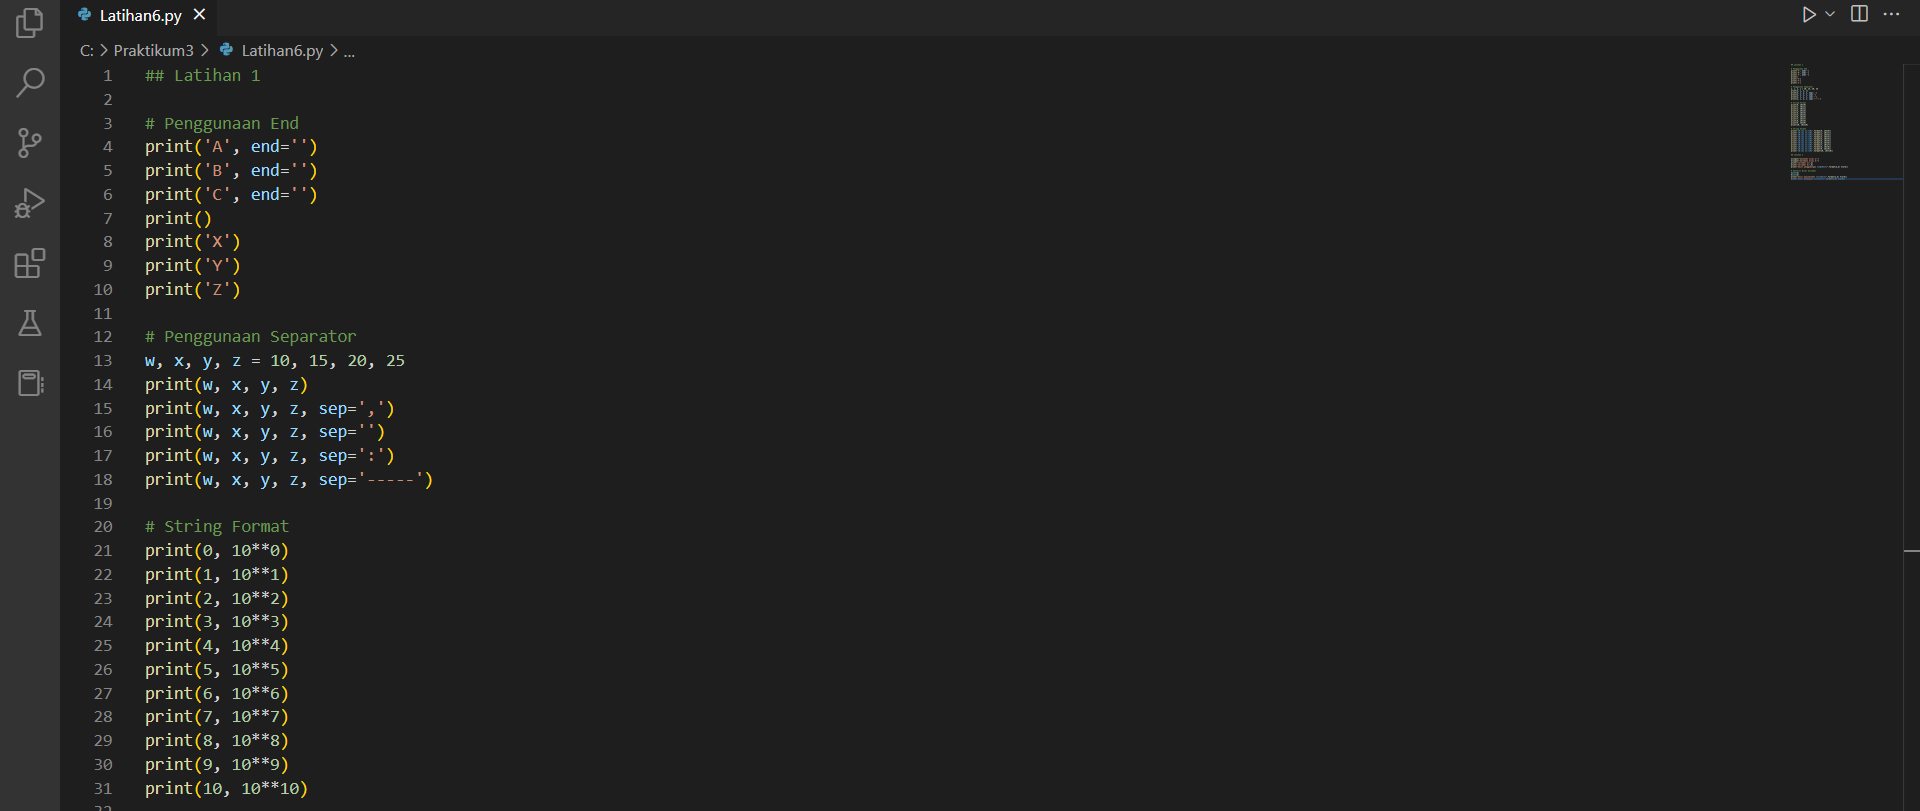 Latihan6.py
C: > Praktikum3 > Latihan6.py > ...
1 ## Latihan 1
2
3 # Penggunaan End
4 print('A', end='')
5 print('B', end='')
6 print('C', end='')
7 print()
8 print('X')
9 print('Y')
10 print('Z')
11
12 # Penggunaan Separator
13 w, x, y, z = 10, 15, 20, 25
14 print(w, x, y, z)
15 print(w, x, y, z, sep=',')
16 print(w, x, y, z, sep='')
17 print(w, x, y, z, sep=':')
18 print(w, x, y, z, sep='-----')
19
20 # String Format
21 print(0, 10**0)
22 print(1, 10**1)
23 print(2, 10**2)
24 print(3, 10**3)
25 print(4, 10**4)
26 print(5, 10**5)
27 print(6, 10**6)
28 print(7, 10**7)
29 print(8, 10**8)
30 print(9, 10**9)
31 print(10, 10**10)